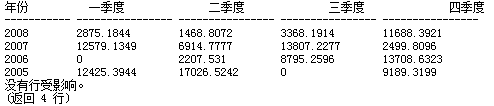 年份 一季度 二季度 三季度 四季度
----------- -------------------- -------------------- -------------------- --------------------
2008 2875.1844 1468.8072 3368.1914 11688.3921
2007 12579.1349 6914.7777 13807.2277 2499.8096
2006 0 2207.531 8795.2596 13708.6323
2005 12425.3944 17026.5242 0 9189.3199
没有行受影响。
(返回 4 行)